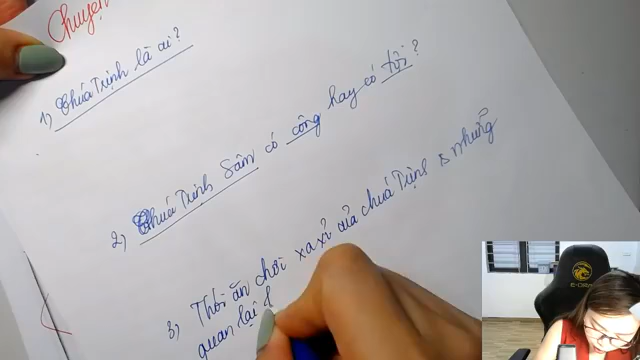 Chuyện
1) Chúa Trịnh là ai?
2) Chúa Trịnh Sâm có công hay có tội?
3) Thói ăn chơi xa xỉ của chúa Trịnh & những
quan lại